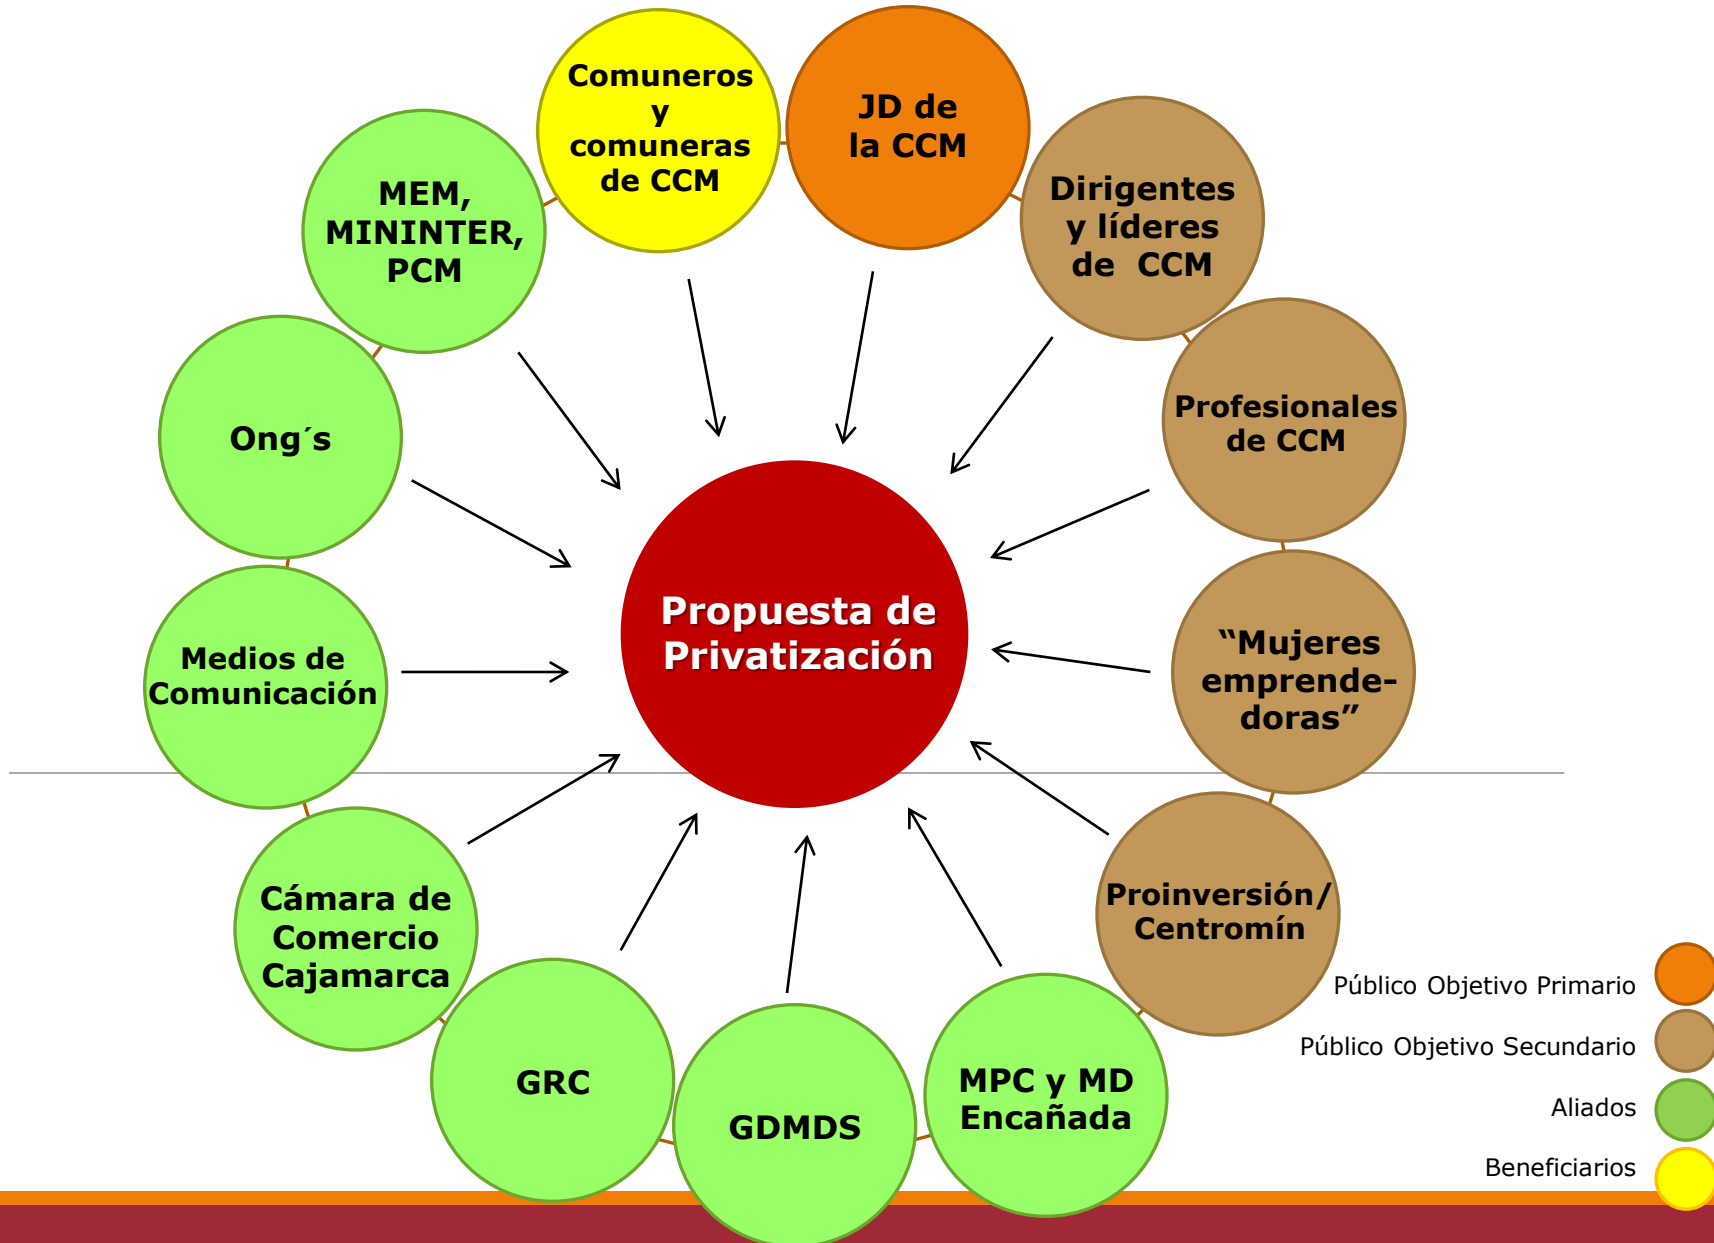 Comuneros
y
comuneras
de CCM
JD de
la CCM
Dirigentes
y líderes
de CCM
Profesionales
de CCM
“Mujeres
emprende-
doras”
Proinversión/
Centromín
MPC y MD
Encañada
GDMDS
GRC
Cámara de
Comercio
Cajamarca
Medios de
Comunicación
Ong´s
MEM,
MININTER,
PCM
Propuesta de
Privatización
Público Objetivo Primario
Público Objetivo Secundario
Aliados
Beneficiarios